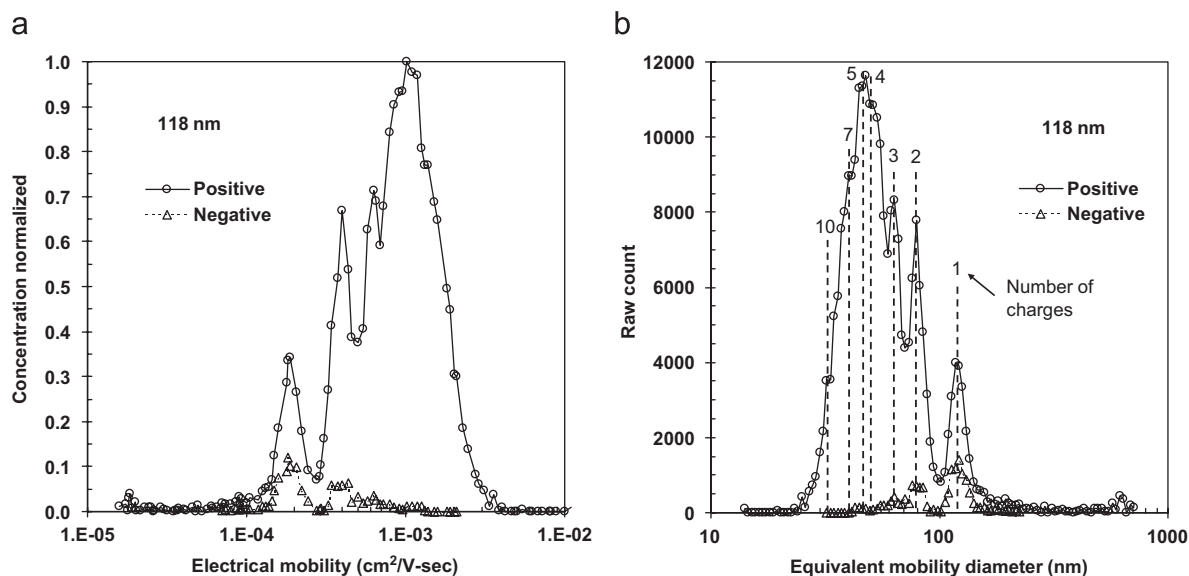 a
1.0
0.9
0.8
0.7
0.6
0.5
0.4
0.3
0.2
0.1
0.0
Concentration normalized
118 nm
Positive
Negative
1.E-05 1.E-04 1.E-03 1.E-02
Electrical mobility (cm²/V-sec)
b
12000
10000
8000
6000
4000
2000
0
Raw count
5 4
7
3 2
10
1
118 nm
Positive
Negative
Number of
charges
10 100 1000
Equivalent mobility diameter (nm)